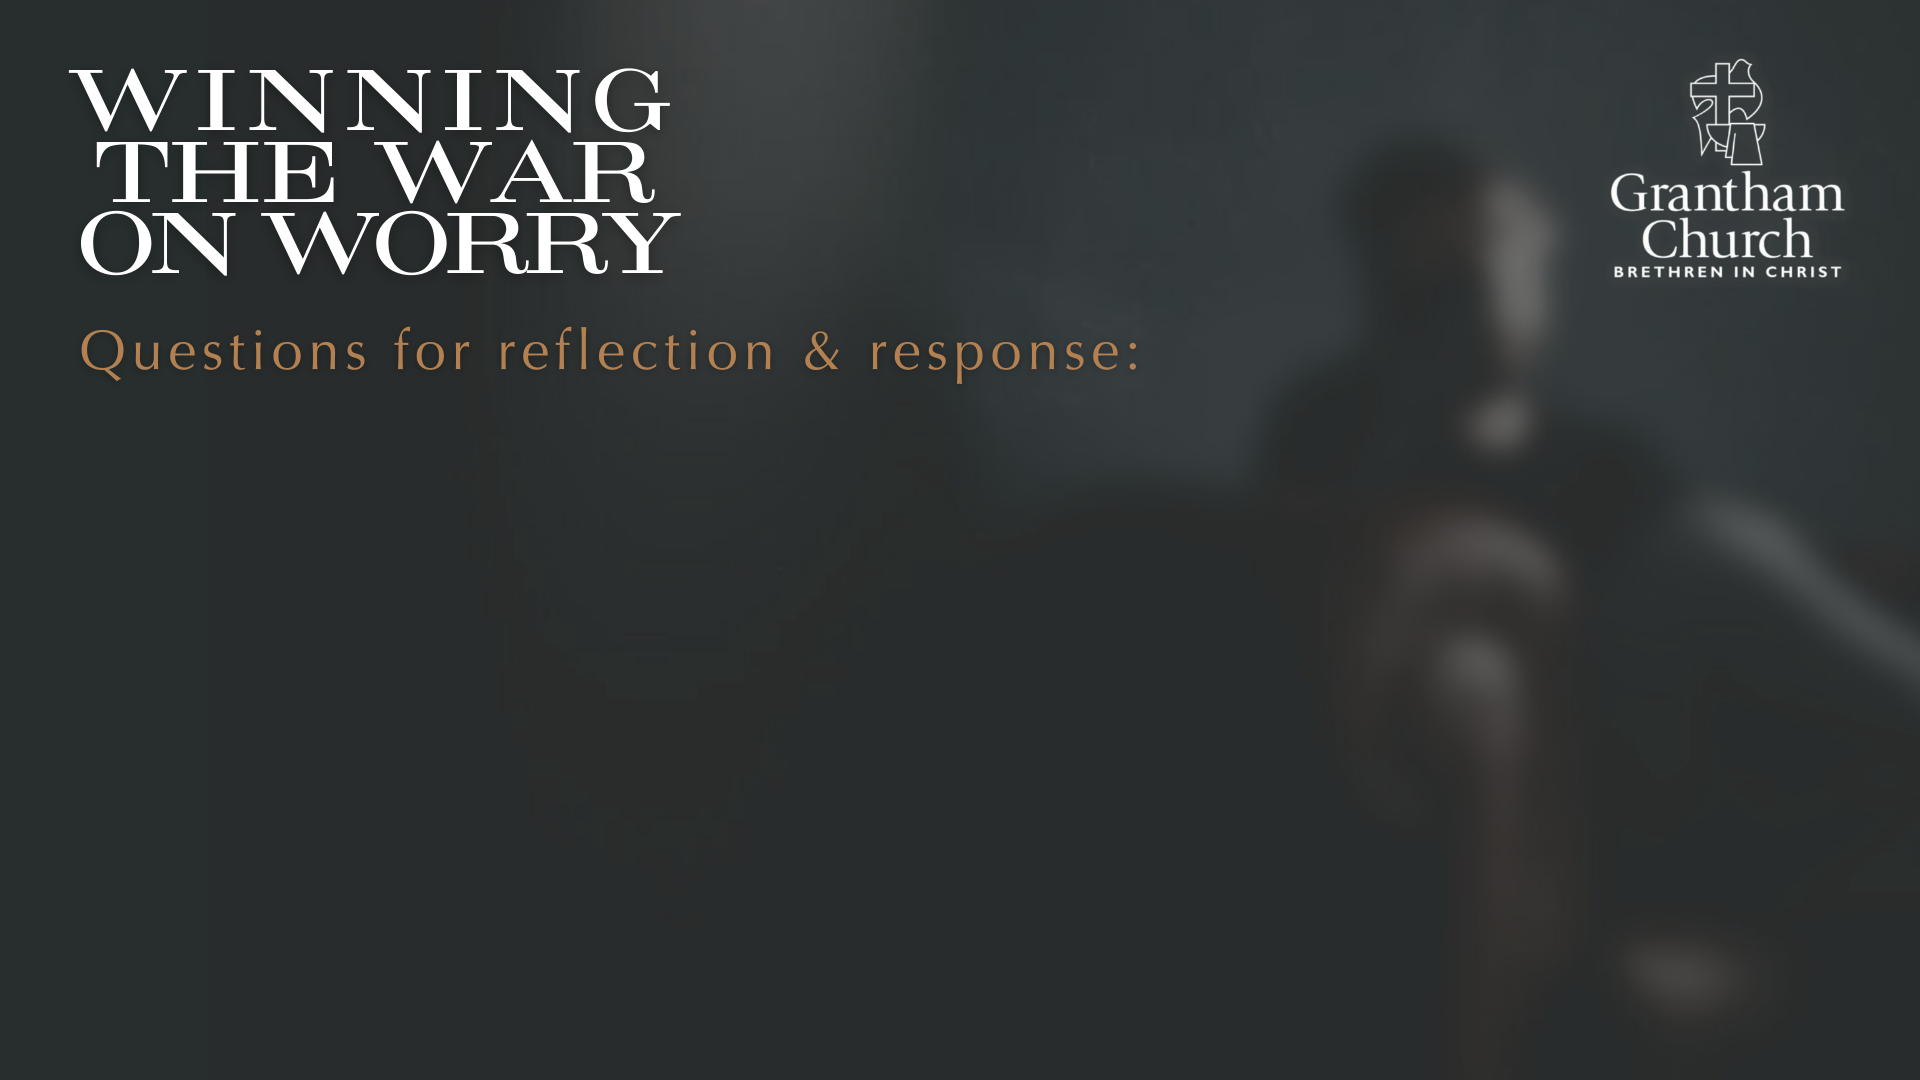 WINNING
THE WAR
ON WORRY
Grantham
Church
BRETHREN IN CHRIST
Questions for reflection & response: